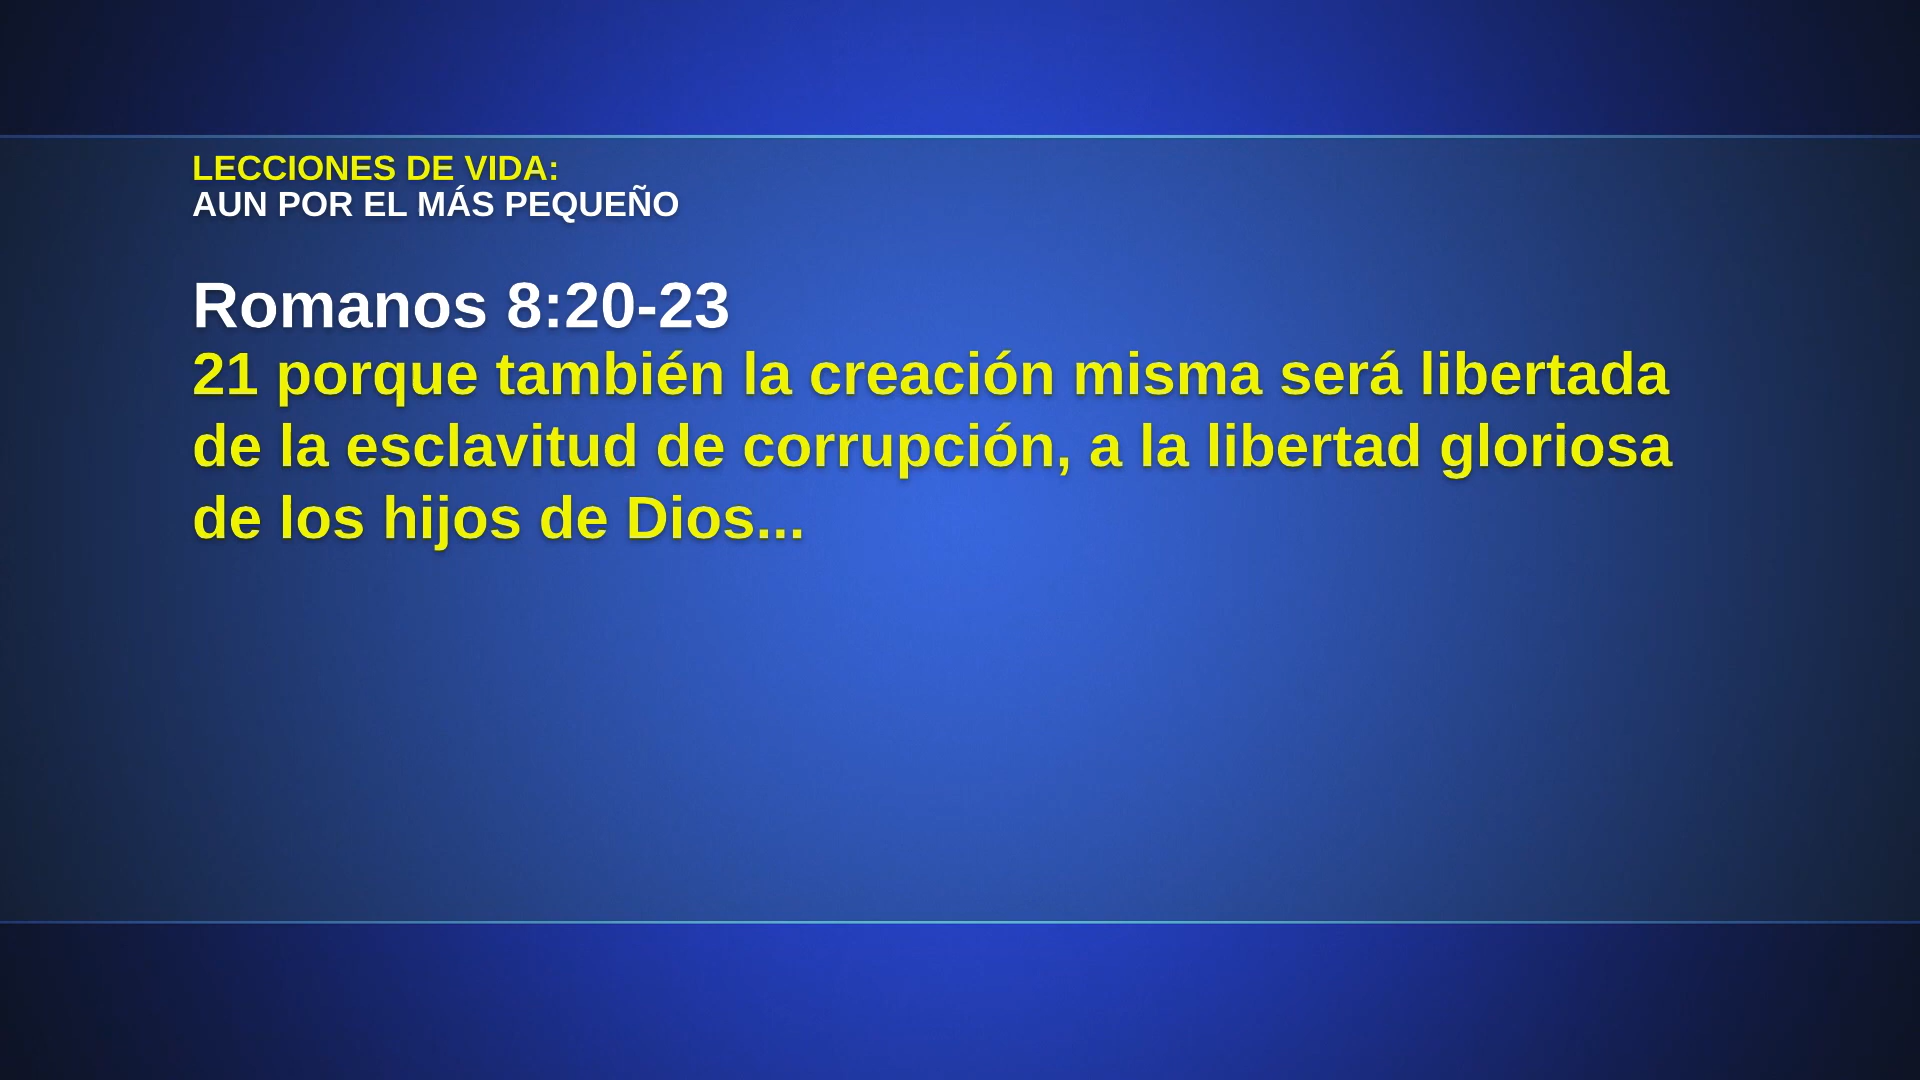 LECCIONES DE VIDA:
AUN POR EL MÁS PEQUEÑO
Romanos 8:20-23
21 porque también la creación misma será libertada
de la esclavitud de corrupción, a la libertad gloriosa
de los hijos de Dios...